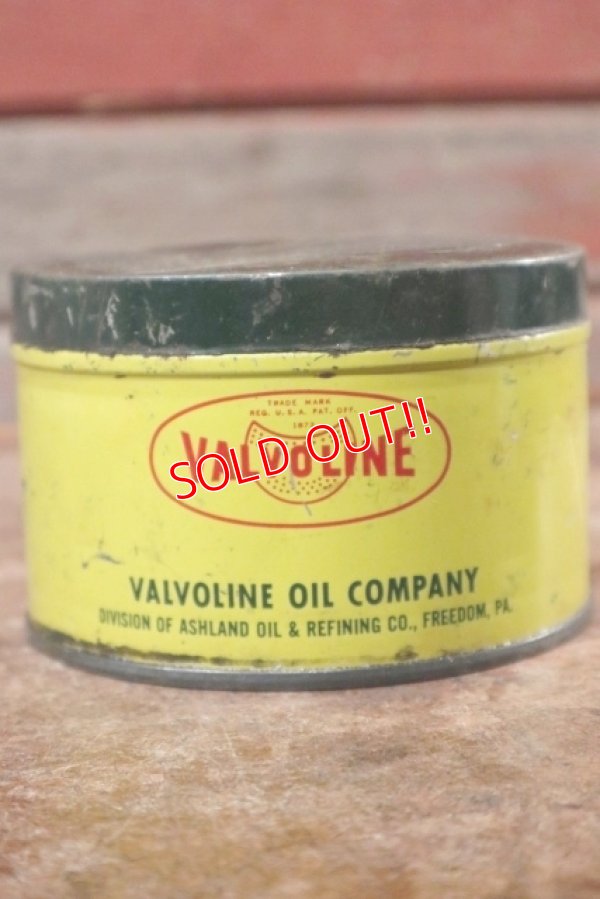 TRADE MARK
REG. U.S.A. PAT. OFF.
1873
VALVOLINE
SOLD OUT!!
VALVOLINE OIL COMPANY
DIVISION OF ASHLAND OIL & REFINING CO., FREEDOM, PA.